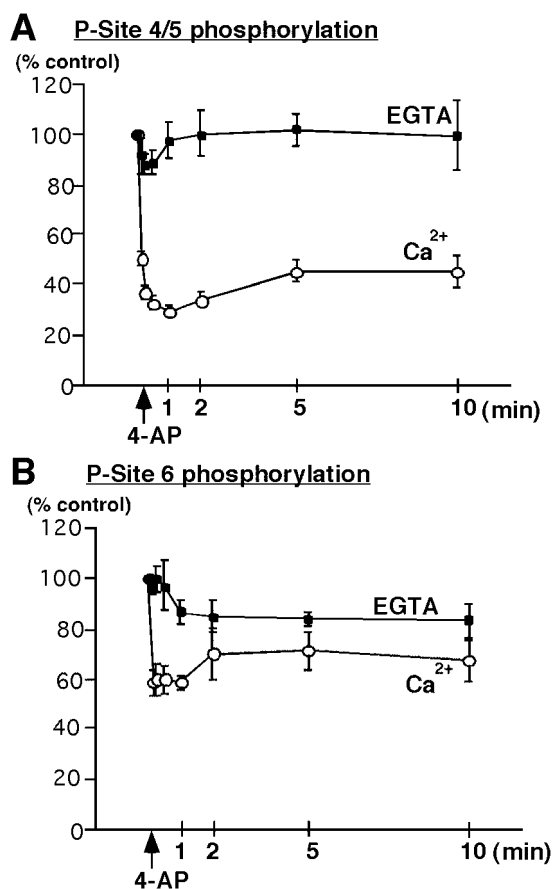 A P-Site 4/5 phosphorylation
(% control)
120
100
80
60
40
20
0
EGTA
Ca2+
1 2 5 10 (min)
4-AP
B P-Site 6 phosphorylation
(% control)
120
100
80
60
40
20
0
EGTA
Ca2+
1 2 5 10 (min)
4-AP